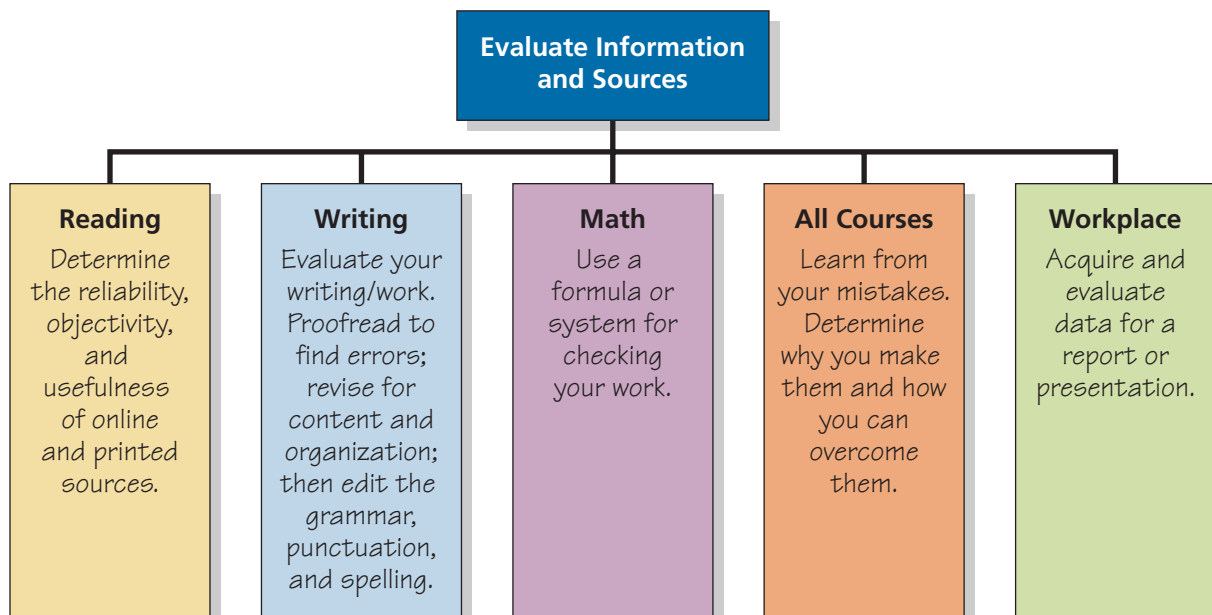 Evaluate Information
and Sources
Reading
Determine
the reliability,
objectivity,
and
usefulness
of online
and printed
sources.
Writing
Evaluate your
writing/work.
Proofread to
find errors;
revise for
content and
organization;
then edit the
grammar,
punctuation,
and spelling.
Math
Use a
formula or
system for
checking
your work.
All Courses
Learn from
your mistakes.
Determine
why you make
them and how
you can
overcome
them.
Workplace
Acquire and
evaluate
data for a
report or
presentation.